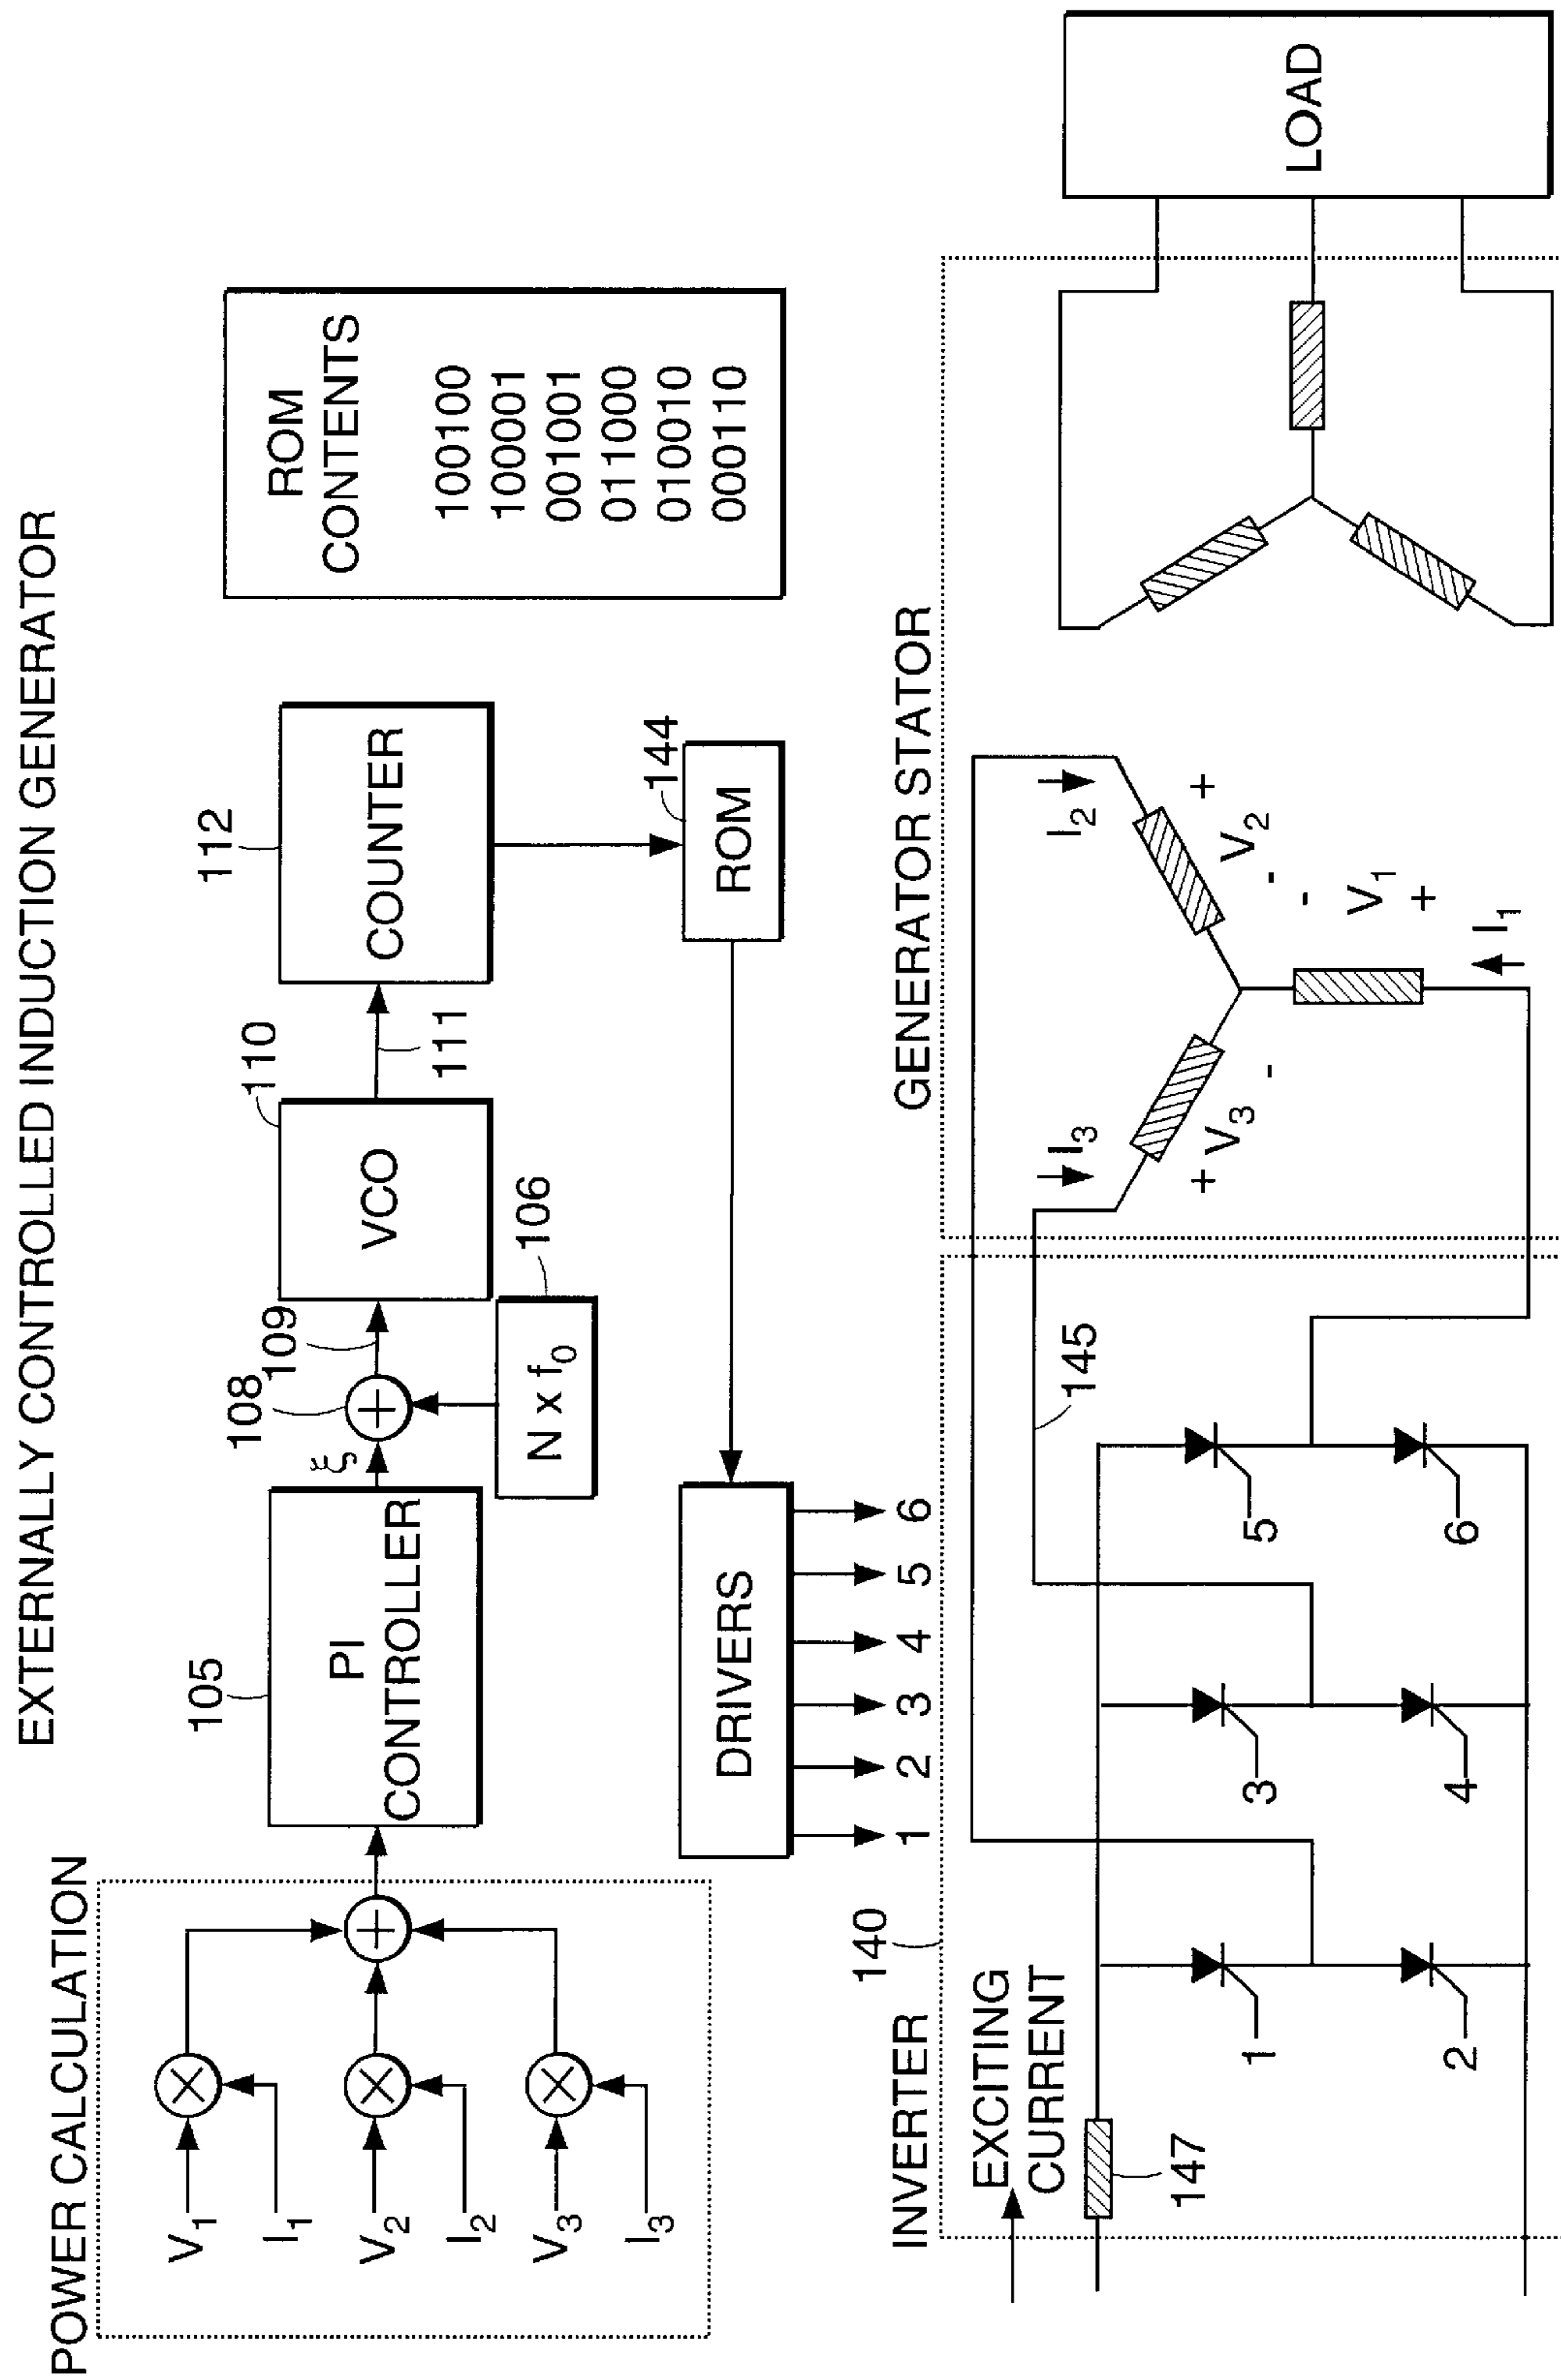 EXTERNALLY CONTROLLED INDUCTION GENERATOR
POWER CALCULATION
V1
I1
V2
I2
V3
I3
105
PI
CONTROLLER
ξ
108
109
N x f0
106
110
VCO
111
112
COUNTER
144
ROM
ROM
CONTENTS
100100
100001
001001
011000
010010
000110
DRIVERS
1 2 3 4 5 6
INVERTER
140
EXCITING
CURRENT
147
1
2
3
4
5
6
145
GENERATOR STATOR
I3
+ V3 -
I2
V2 +
-
-
V1
+
I1
LOAD